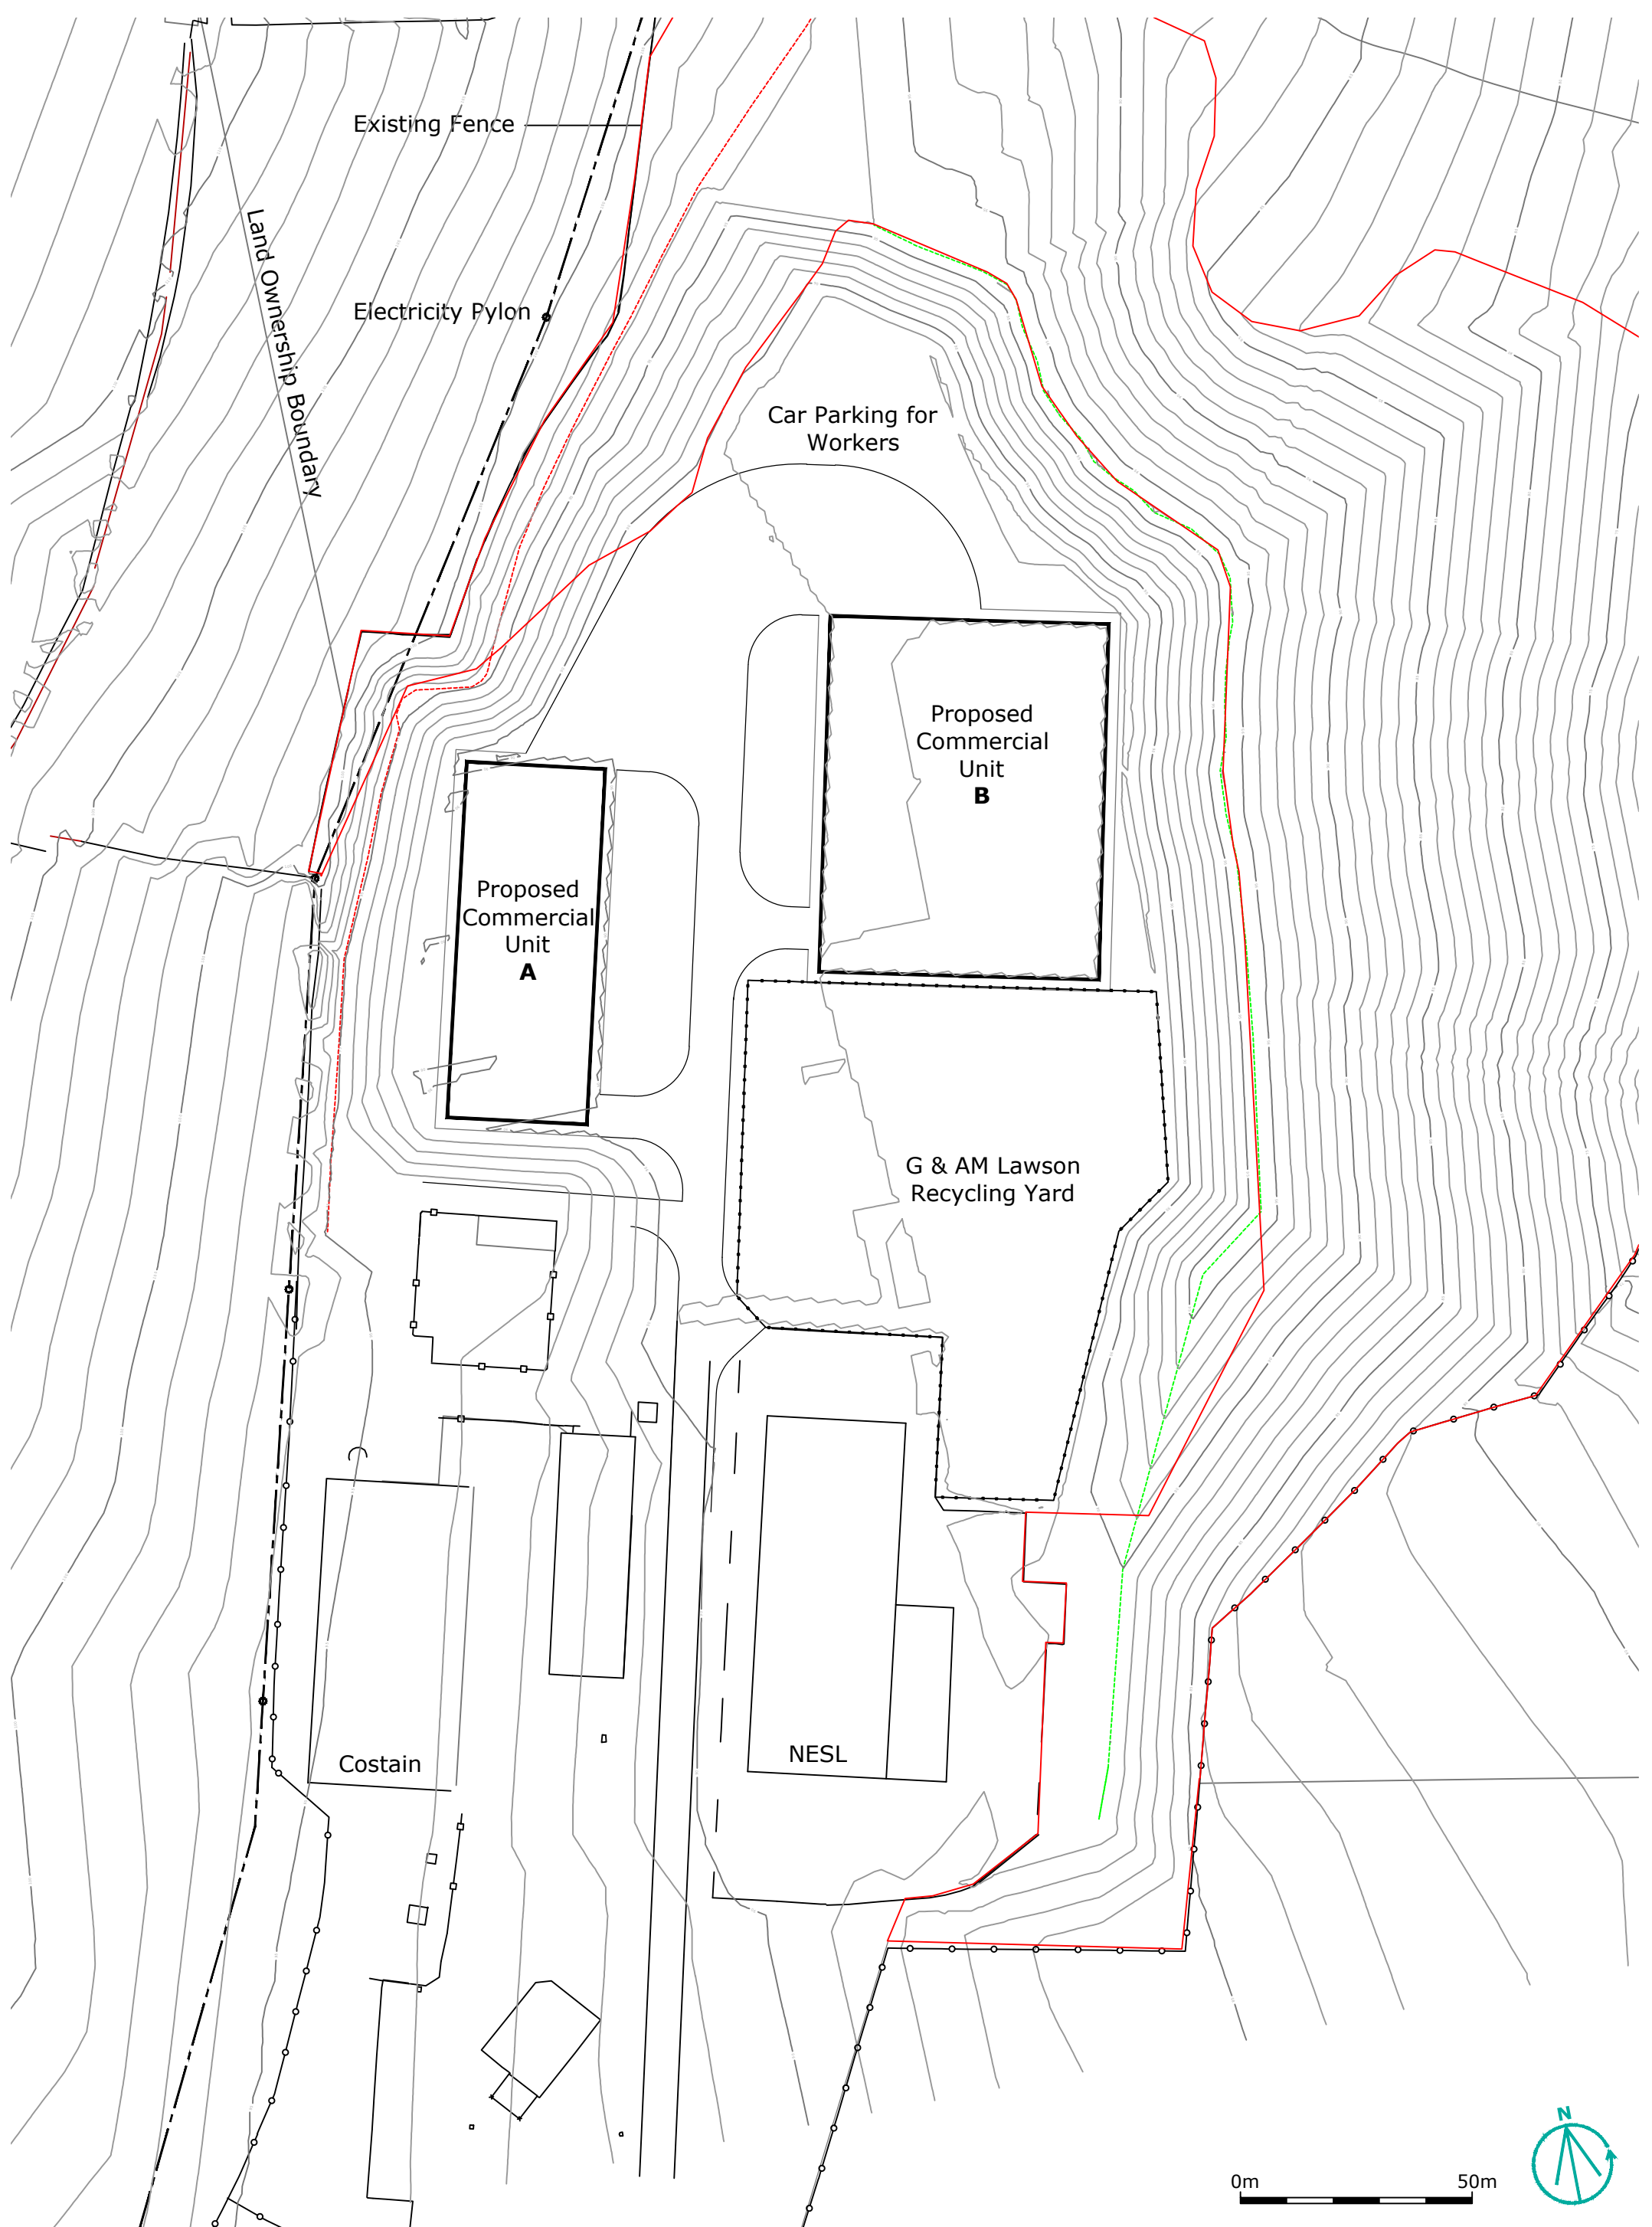 Existing Fence
Land Ownership Boundary
Electricity Pylon
Car Parking for
Workers
Proposed
Commercial
Unit
B
Proposed
Commercial
Unit
A
G & AM Lawson
Recycling Yard
Costain
NESL
N
0m
50m